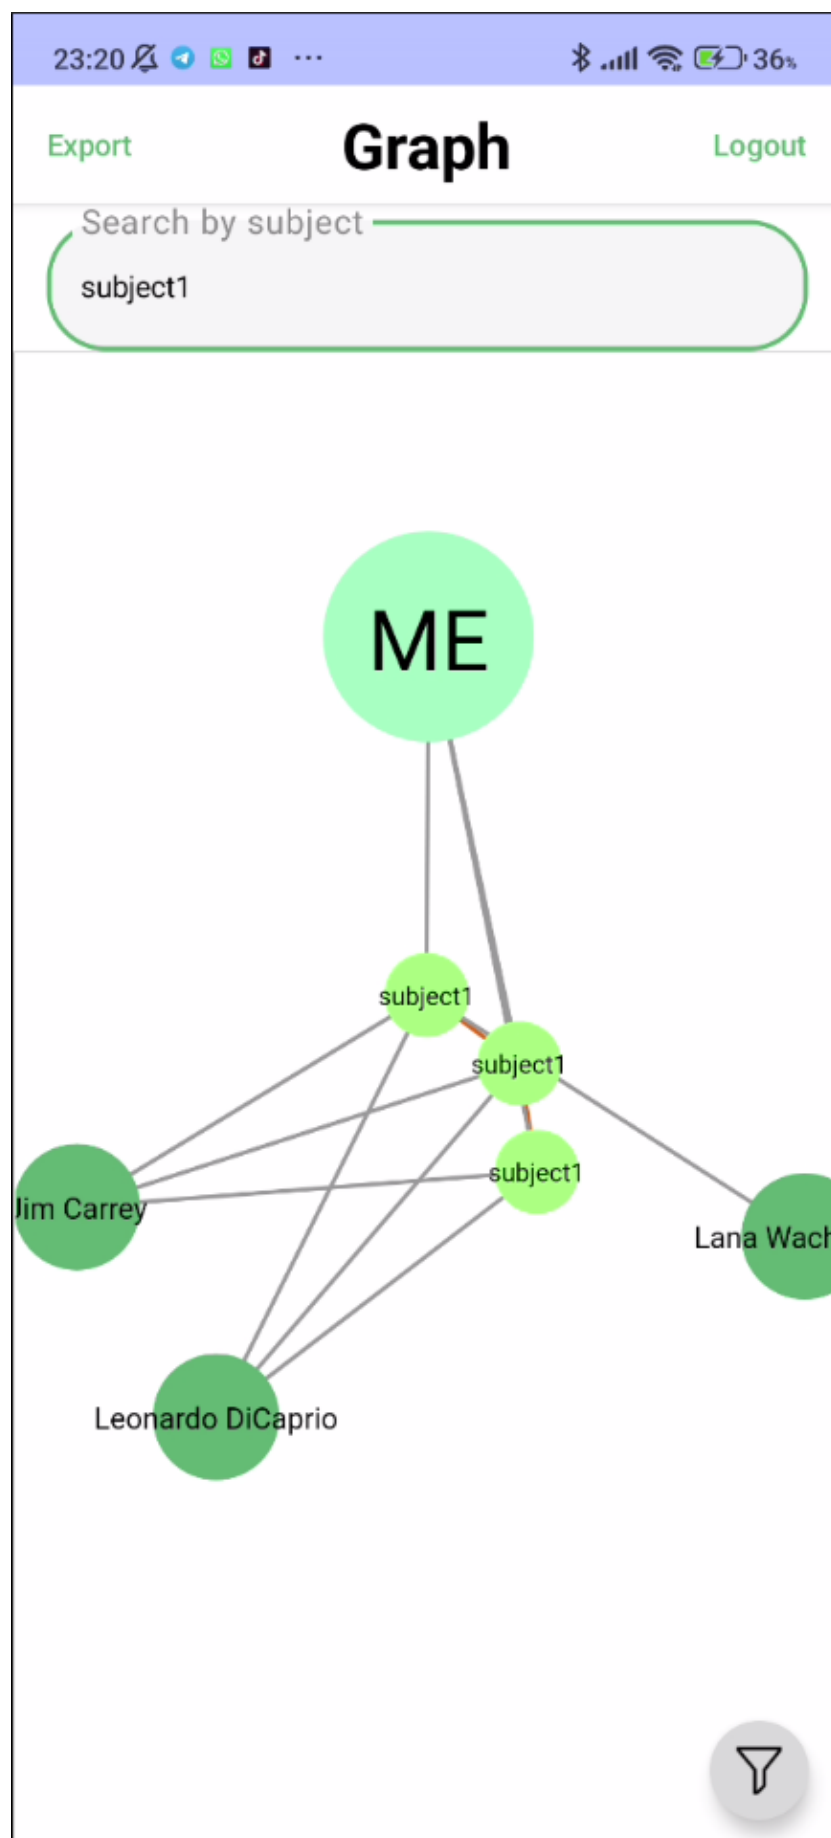 23:20 ... 36%
Export Graph Logout
Search by subject
subject1
ME
subject1
subject1
subject1
Jim Carrey
Lana Wach
Leonardo DiCaprio